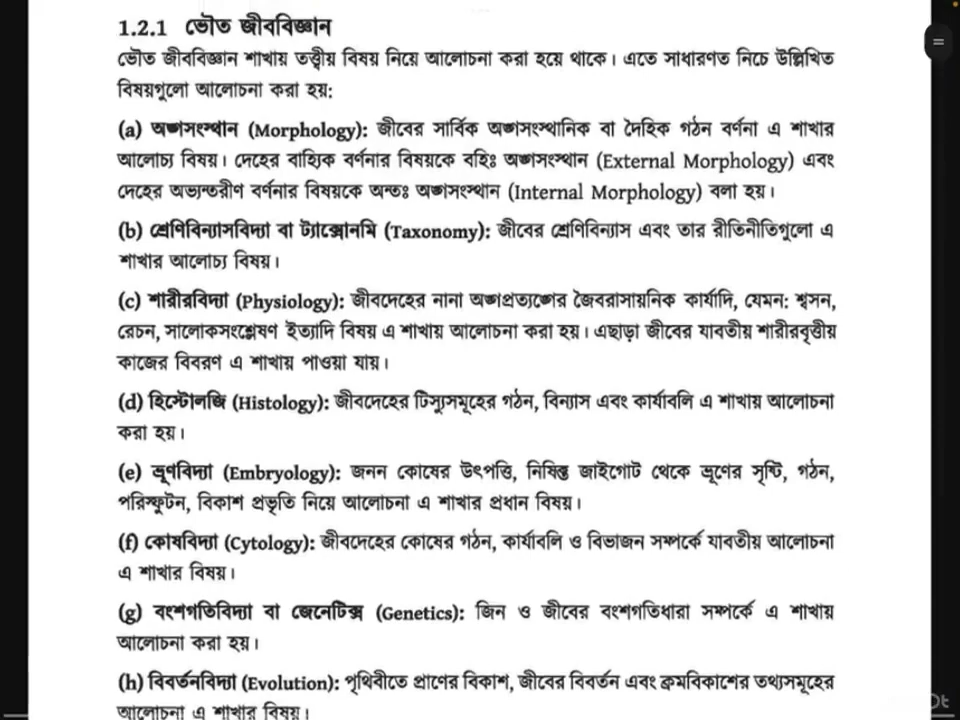 1.2.1 ভৌত জীববিজ্ঞান
ভৌত জীববিজ্ঞান শাখায় তত্ত্বীয় বিষয় নিয়ে আলোচনা করা হয়ে থাকে। এতে সাধারণত নিচে উল্লিখিত
বিষয়গুলো আলোচনা করা হয়:
(a) অঙ্গসংস্থান (Morphology): জীবের সার্বিক অঙ্গসংস্থানিক বা দৈহিক গঠন বর্ণনা এ শাখার
আলোচ্য বিষয়। দেহের বাহ্যিক বর্ণনার বিষয়কে বহিঃ অঙ্গসংস্থান (External Morphology) এবং
দেহের অভ্যন্তরীণ বর্ণনার বিষয়কে অন্তঃ অঙ্গসংস্থান (Internal Morphology) বলা হয়।
(b) শ্রেণিবিন্যাসবিদ্যা বা ট্যাক্সোনমি (Taxonomy): জীবের শ্রেণিবিন্যাস এবং তার রীতিনীতিগুলো এ
শাখার আলোচ্য বিষয়।
(c) শারীরবিদ্যা (Physiology): জীবদেহের নানা অঙ্গপ্রত্যঙ্গের জৈবরাসায়নিক কার্যাদি, যেমন: শ্বসন,
রেচন, সালোকসংশ্লেষণ ইত্যাদি বিষয় এ শাখায় আলোচনা করা হয়। এছাড়া জীবের যাবতীয় শারীরবৃত্তীয়
কাজের বিবরণ এ শাখায় পাওয়া যায়।
(d) হিস্টোলজি (Histology): জীবদেহের টিস্যুসমূহের গঠন, বিন্যাস এবং কার্যাবলি এ শাখায় আলোচনা
করা হয়।
(e) ভ্রূণবিদ্যা (Embryology): জনন কোষের উৎপত্তি, নিষিক্ত জাইগোট থেকে ভ্রূণের সৃষ্টি, গঠন,
পরিস্ফুটন, বিকাশ প্রভৃতি নিয়ে আলোচনা এ শাখার প্রধান বিষয়।
(f) কোষবিদ্যা (Cytology): জীবদেহের কোষের গঠন, কার্যাবলি ও বিভাজন সম্পর্কে যাবতীয় আলোচনা
এ শাখার বিষয়।
(g) বংশগতিবিদ্যা বা জেনেটিক্স (Genetics): জিন ও জীবের বংশগতিধারা সম্পর্কে এ শাখায়
আলোচনা করা হয়।
(h) বিবর্তনবিদ্যা (Evolution): পৃথিবীতে প্রাণের বিকাশ, জীবের বিবর্তন এবং ক্রমবিকাশের তথ্যসমূহের
আলোচনা এ শাখার বিষয়।